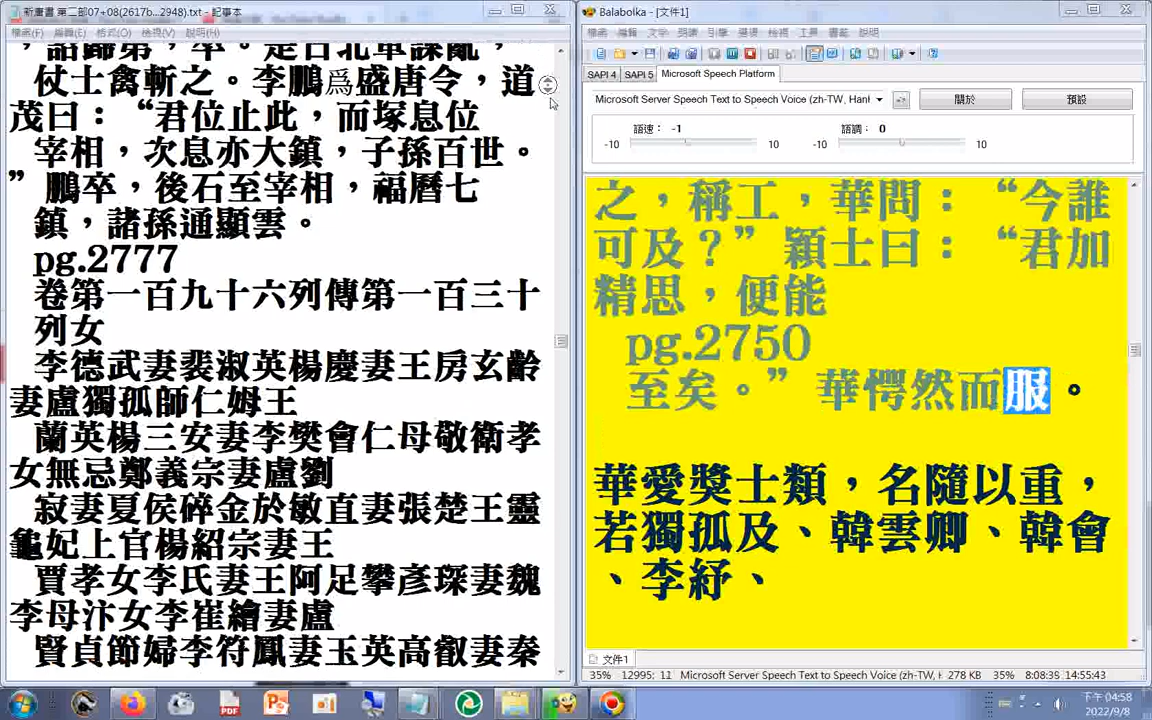 新唐書 第二部07+08(2617b...2948).txt - 記事本
檔案(F) 編輯(E) 格式(O) 檢視(V) 說明(H)
，詔歸第，卒。是日北軍謀亂，
仗士禽斬之。李鵬爲盛唐令，道
茂曰：“君位止此，而塚息位
宰相，次息亦大鎮，子孫百世。
”鵬卒，後石至宰相，福曆七
鎮，諸孫通顯雲。
pg.2777
卷第一百九十六列傳第一百三十
列女
李德武妻裴淑英楊慶妻王房玄齡
妻盧獨孤師仁姆王
蘭英楊三安妻李樊會仁母敬衛孝
女無忌鄭義宗妻盧劉
寂妻夏侯碎金於敏直妻張楚王靈
龜妃上官楊紹宗妻王
賈孝女李氏妻王阿足攀彥琛妻魏
李母汴女李崔繪妻盧
賢貞節婦李符鳳妻玉英高叡妻秦
Balabolka - [文件1]
檔案 編輯 文字 朗讀 引擎 選項 檢視 工具 書籤 說明
SAPI 4 SAPI 5 Microsoft Speech Platform
Microsoft Server Speech Text to Speech Voice (zh-TW, Hanl
關於
預設
語速： -1
語調： 0
-10 10 -10 10
之，稱工，華問：“今誰
可及？”穎士曰：“君加
精思，便能
pg.2750
至矣。”華愕然而服。
華愛獎士類，名隨以重，
若獨孤及、韓雲卿、韓會
、李紓、
文件1
35% 12995: 11 Microsoft Server Speech Text to Speech Voice (zh-TW, H 278 KB 35% 8:08:35 14:55:43
下午 04:58
2022/9/8